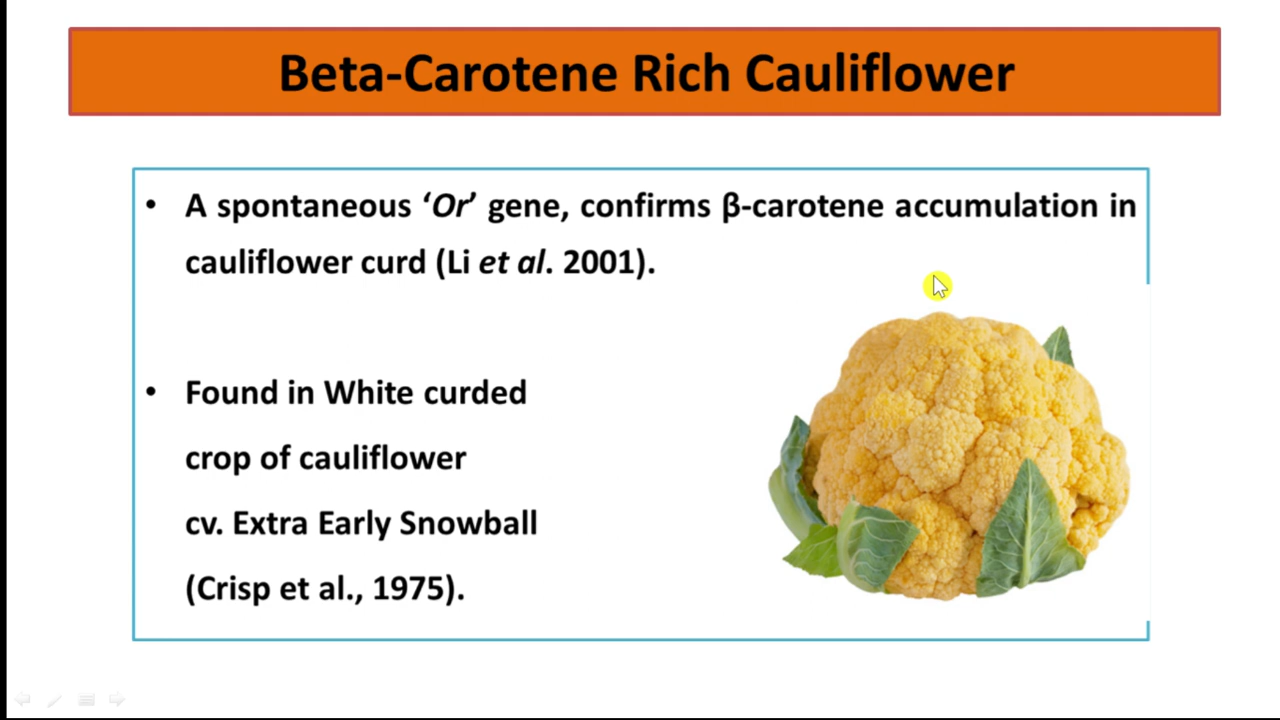 Beta-Carotene Rich Cauliflower
• A spontaneous ‘Or’ gene, confirms β-carotene accumulation in
cauliflower curd (Li et al. 2001).
• Found in White curded
crop of cauliflower
cv. Extra Early Snowball
(Crisp et al., 1975).